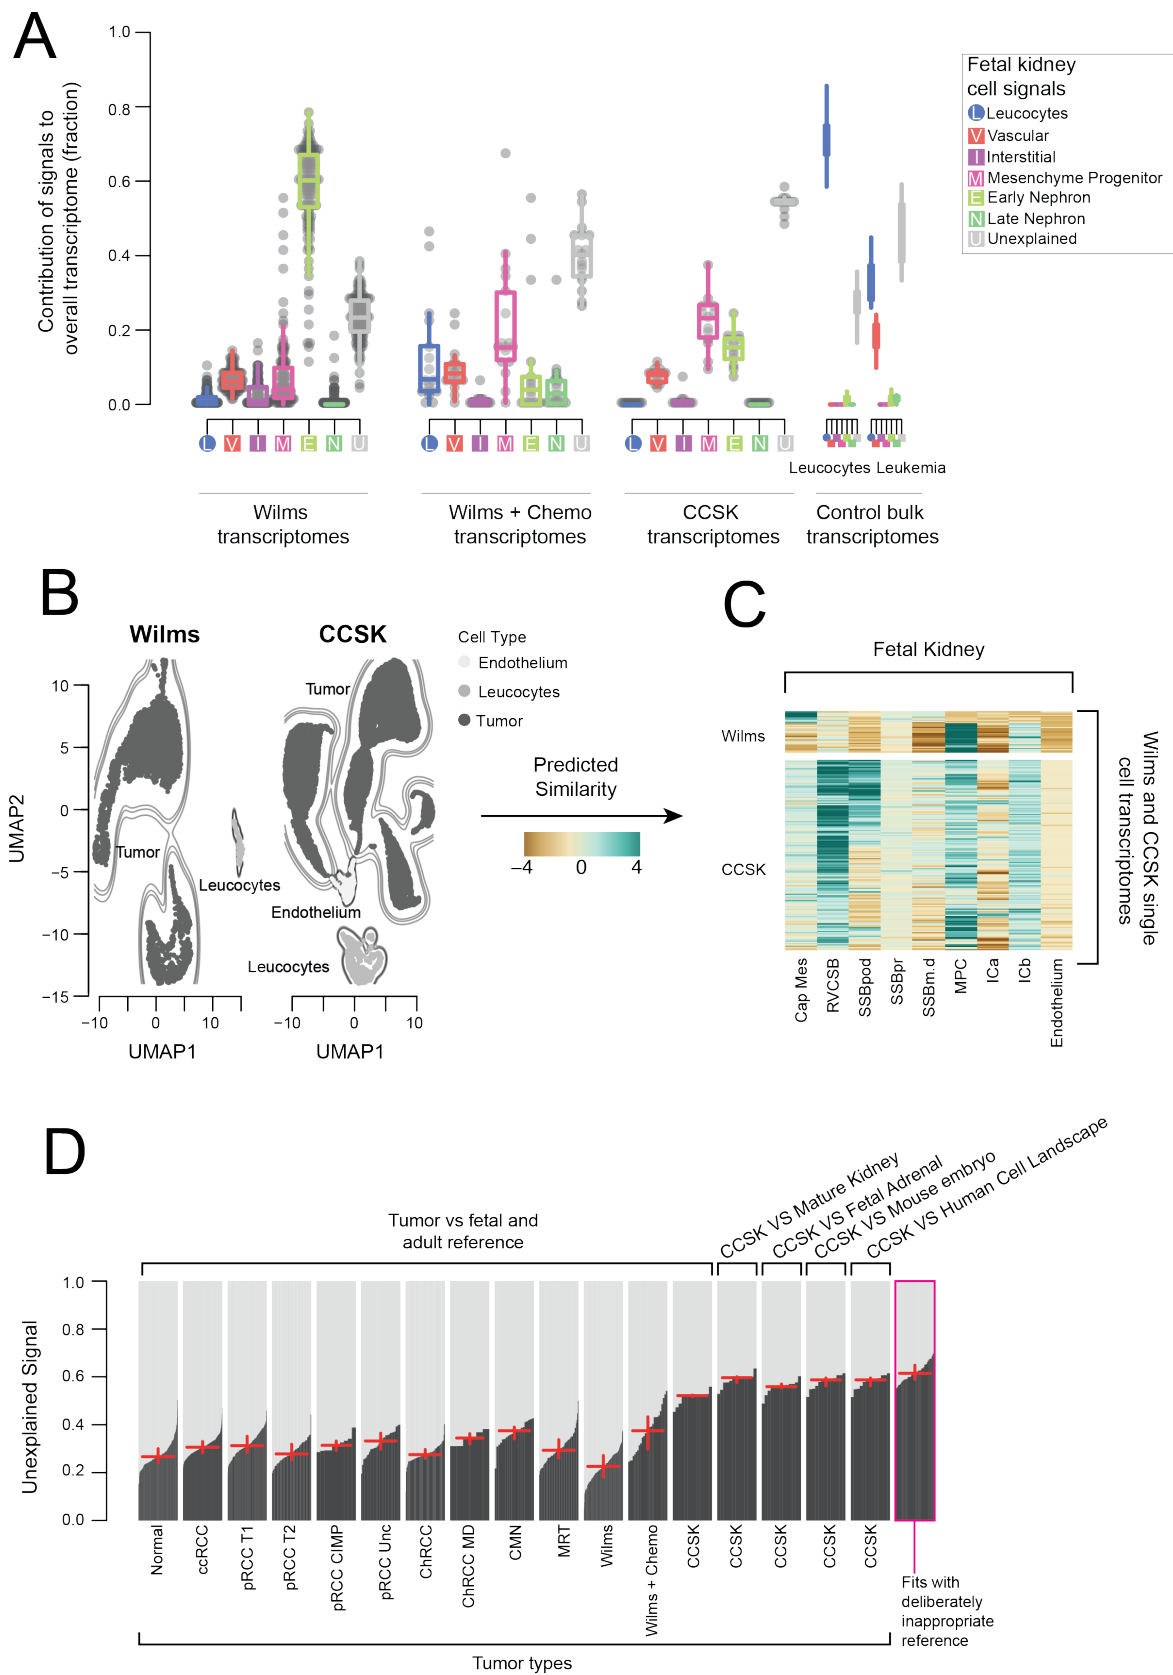 A
1.0
0.8
0.6
0.4
0.2
0.0
Contribution of signals to
overall transcriptome (fraction)
Fetal kidney
cell signals
L Leucocytes
V Vascular
I Interstitial
M Mesenchyme Progenitor
E Early Nephron
N Late Nephron
U Unexplained
L V I M E N U
L V I M E N U
L V I M E N U
Leucocytes Leukemia
Wilms
transcriptomes
Wilms + Chemo
transcriptomes
CCSK
transcriptomes
Control bulk
transcriptomes
B
Wilms
CCSK
Cell Type
Endothelium
Leucocytes
Tumor
10
5
0
−5
−10
−15
UMAP2
Tumor
Leucocytes
Tumor
Endothelium
Leucocytes
−10 0 10
UMAP1
−10 0 10
UMAP1
Predicted
Similarity
−4 0 4
C
Fetal Kidney
Wilms
CCSK
Wilms and CCSK single
cell transcriptomes
Cap Mes
RVCSB
SSBpod
SSBpr
SSBm.d
MPC
ICa
ICb
Endothelium
D
Tumor vs fetal and
adult reference
CCSK VS Mature Kidney
CCSK VS Fetal Adrenal
CCSK VS Mouse embryo
CCSK VS Human Cell Landscape
1.0
0.8
0.6
0.4
0.2
0.0
Unexplained Signal
Normal
ccRCC
pRCC T1
pRCC T2
pRCC CIMP
pRCC Unc
ChRCC
ChRCC MD
CMN
MRT
Wilms
Wilms + Chemo
CCSK
CCSK
CCSK
CCSK
CCSK
Fits with
deliberately
inappropriate
reference
Tumor types